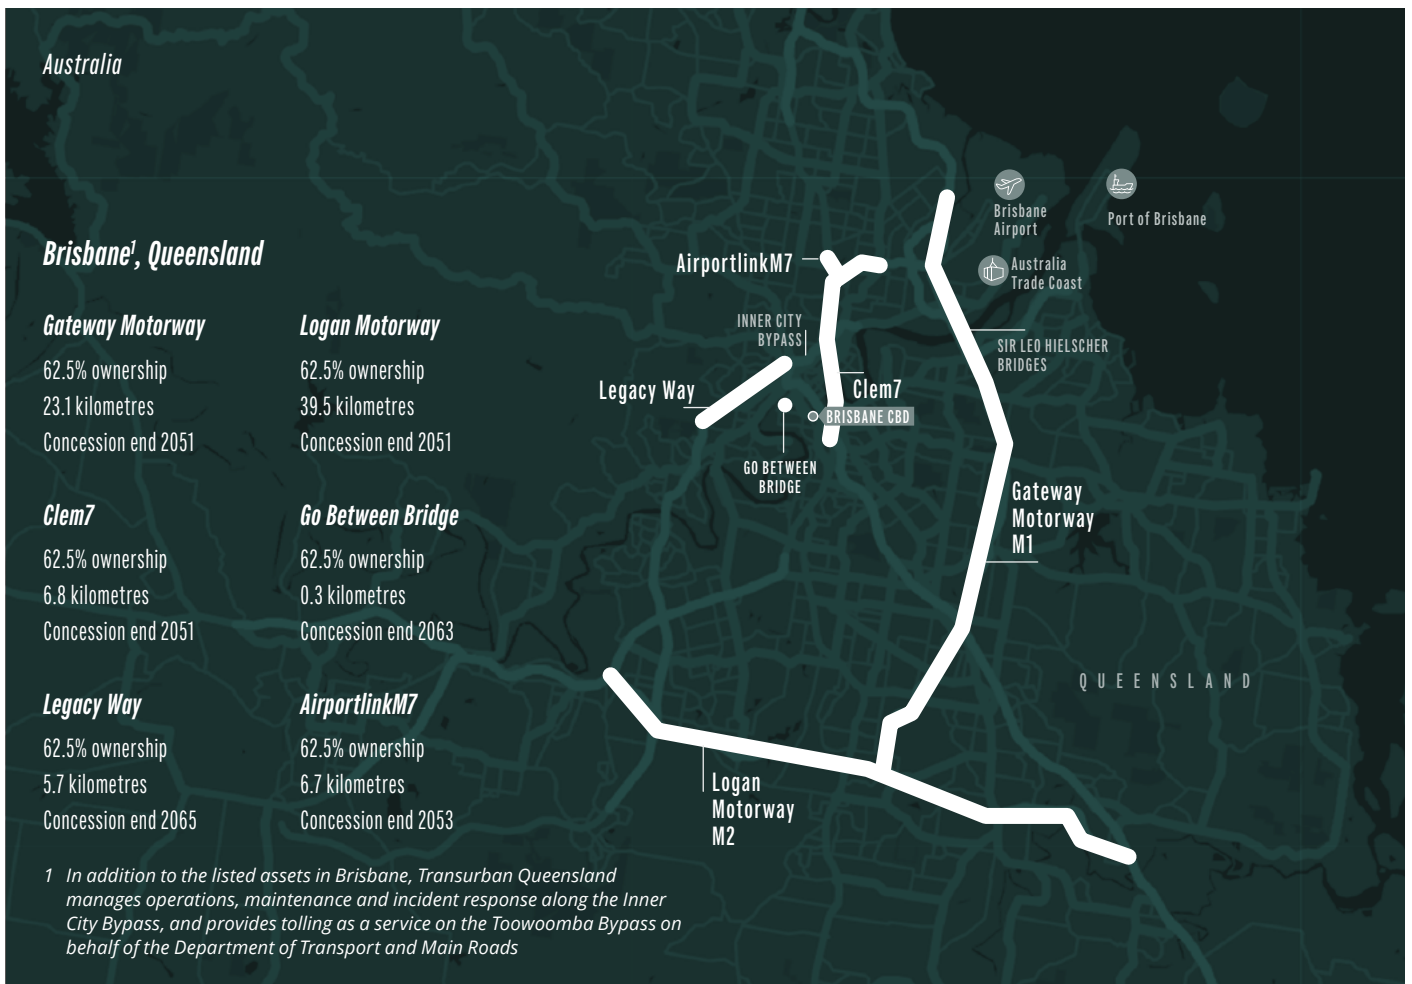 Australia
Brisbane1, Queensland
Gateway Motorway
62.5% ownership
23.1 kilometres
Concession end 2051
Logan Motorway
62.5% ownership
39.5 kilometres
Concession end 2051
Clem7
62.5% ownership
6.8 kilometres
Concession end 2051
Go Between Bridge
62.5% ownership
0.3 kilometres
Concession end 2063
Legacy Way
62.5% ownership
5.7 kilometres
Concession end 2065
AirportlinkM7
62.5% ownership
6.7 kilometres
Concession end 2053
1 In addition to the listed assets in Brisbane, Transurban Queensland
manages operations, maintenance and incident response along the Inner
City Bypass, and provides tolling as a service on the Toowoomba Bypass on
behalf of the Department of Transport and Main Roads
Brisbane
Airport
Port of Brisbane
Australia
Trade Coast
AirportlinkM7
INNER CITY
BYPASS
SIR LEO HIELSCHER
BRIDGES
Legacy Way
Clem7
BRISBANE CBD
GO BETWEEN
BRIDGE
Gateway
Motorway
M1
QUEENSLAND
Logan
Motorway
M2